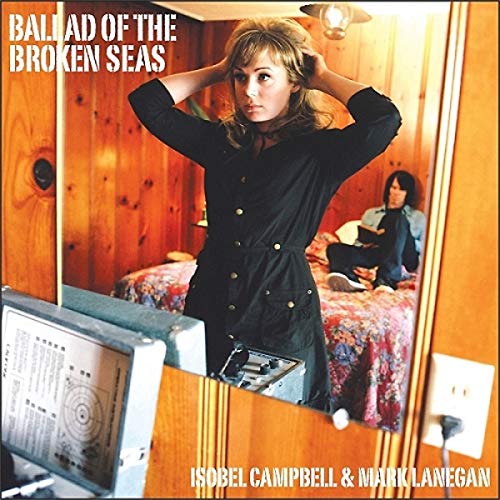 BALLAD OF THE
BROKEN SEAS
ISOBEL CAMPBELL & MARK LANEGAN